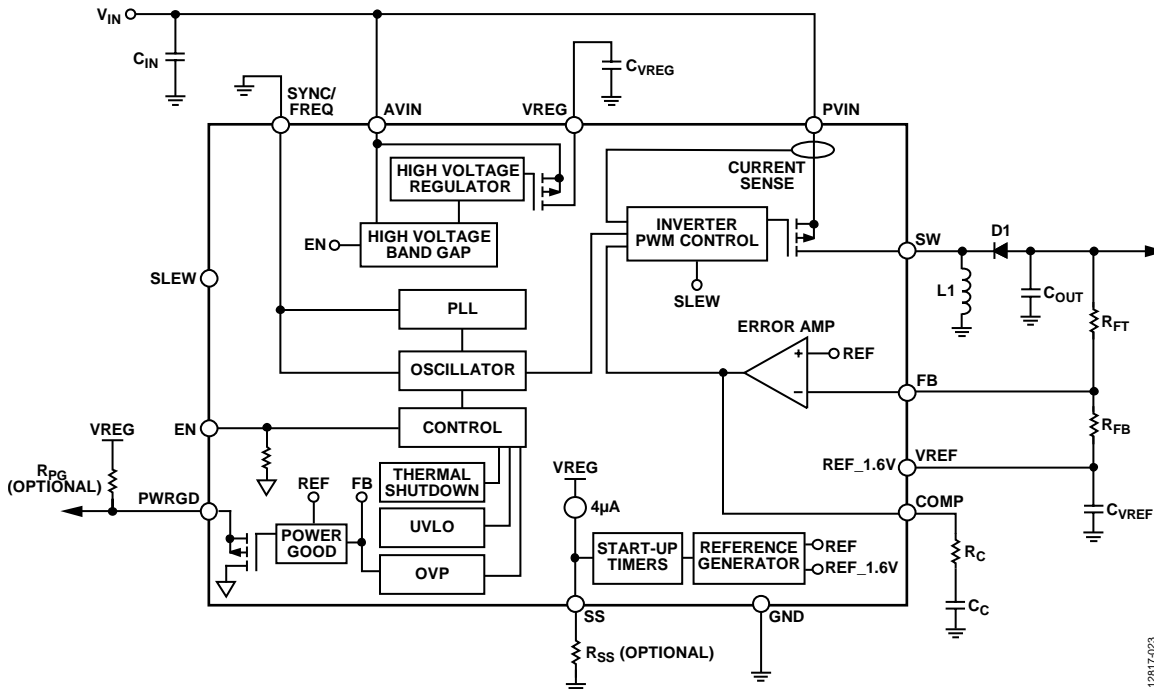 VIN
CIN
SYNC/
FREQ
AVIN
VREG
CVREG
PVIN
HIGH VOLTAGE
REGULATOR
CURRENT
SENSE
EN
HIGH VOLTAGE
BAND GAP
INVERTER
PWM CONTROL
SW
D1
SLEW
SLEW
L1
COUT
RFT
PLL
ERROR AMP
+
REF
OSCILLATOR
−
FB
EN
CONTROL
RFB
VREG
REF_1.6V
VREF
RPG
(OPTIONAL)
THERMAL
SHUTDOWN
VREG
COMP
CVREF
PWRGD
REF
FB
4µA
UVLO
POWER
GOOD
START-UP
TIMERS
REFERENCE
GENERATOR
REF
REF_1.6V
RC
OVP
CC
SS
GND
RSS (OPTIONAL)
12817-023